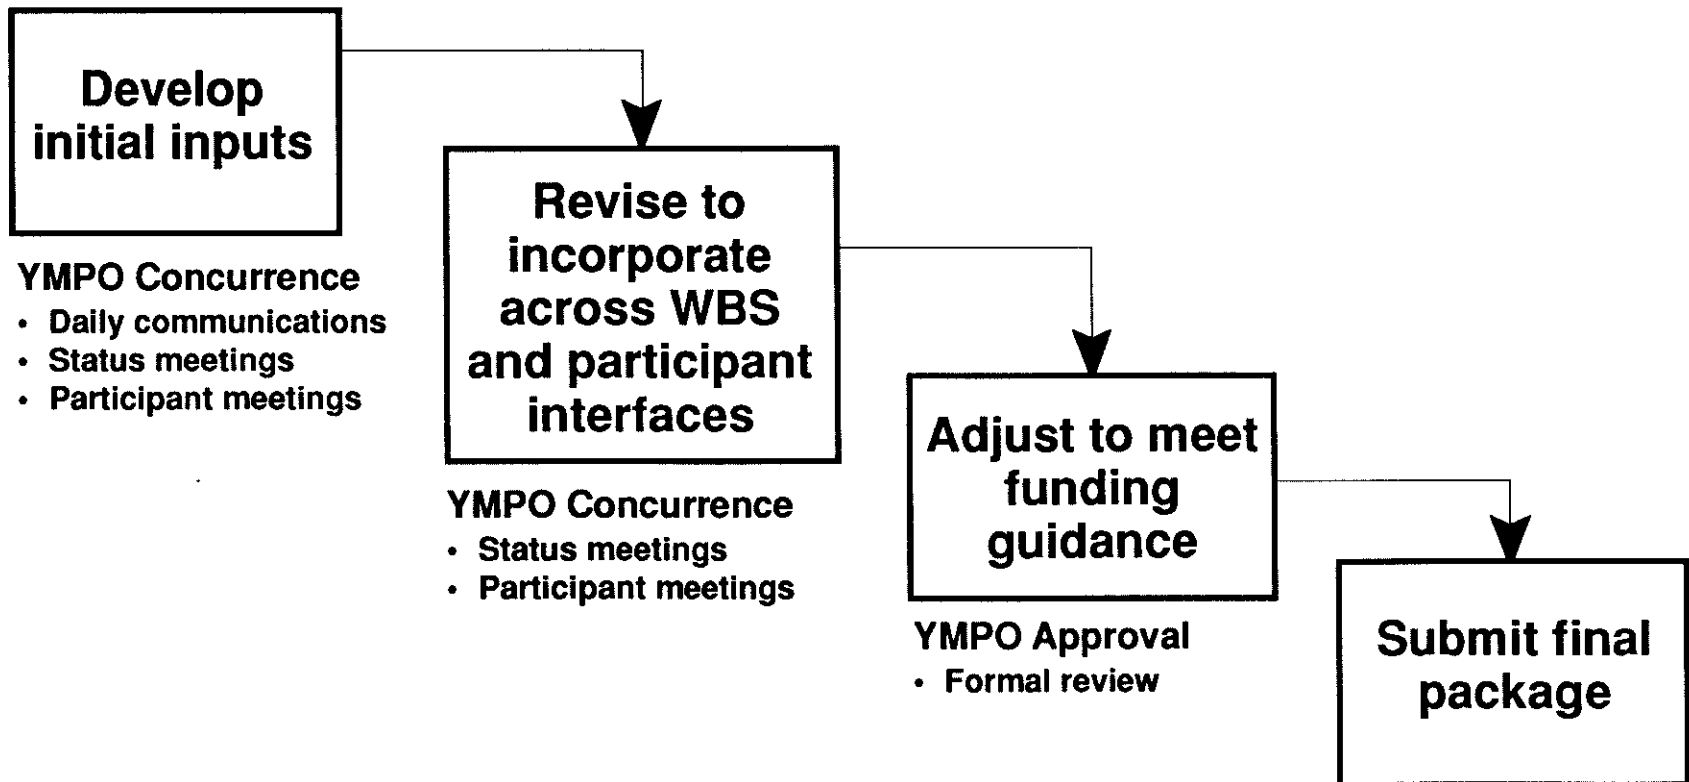 Develop
initial inputs
YMPO Concurrence
• Daily communications
• Status meetings
• Participant meetings
Revise to
incorporate
across WBS
and participant
interfaces
YMPO Concurrence
• Status meetings
• Participant meetings
Adjust to meet
funding
guidance
YMPO Approval
• Formal review
Submit final
package